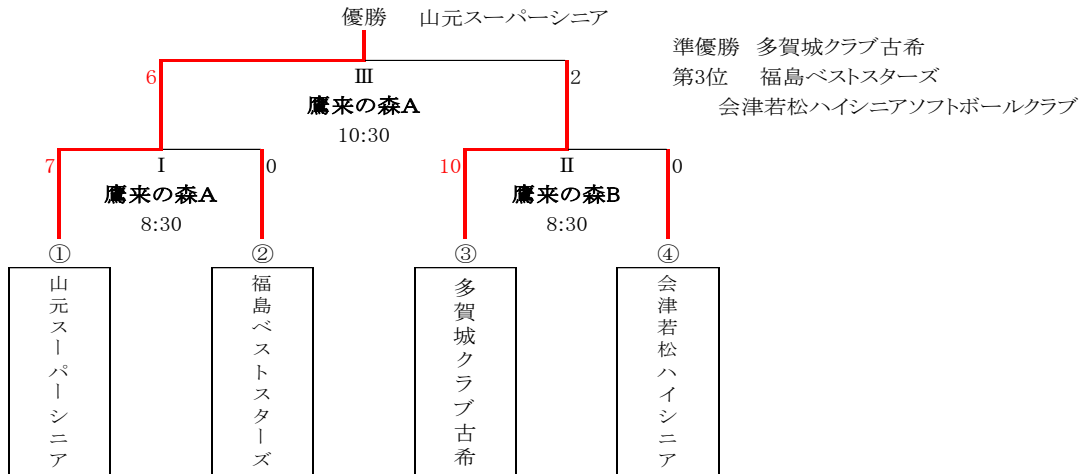 優勝 山元スーパーシニア
準優勝 多賀城クラブ古希
第3位 福島ベストスターズ
会津若松ハイシニアソフトボールクラブ
6
Ⅲ
2
鷹来の森A
10:30
7
Ⅰ
0
10
Ⅱ
0
鷹来の森A
鷹来の森B
8:30
8:30
①
②
③
④
山元スーパーシニア
福島ベストスターズ
多賀城クラブ古希
会津若松ハイシニア